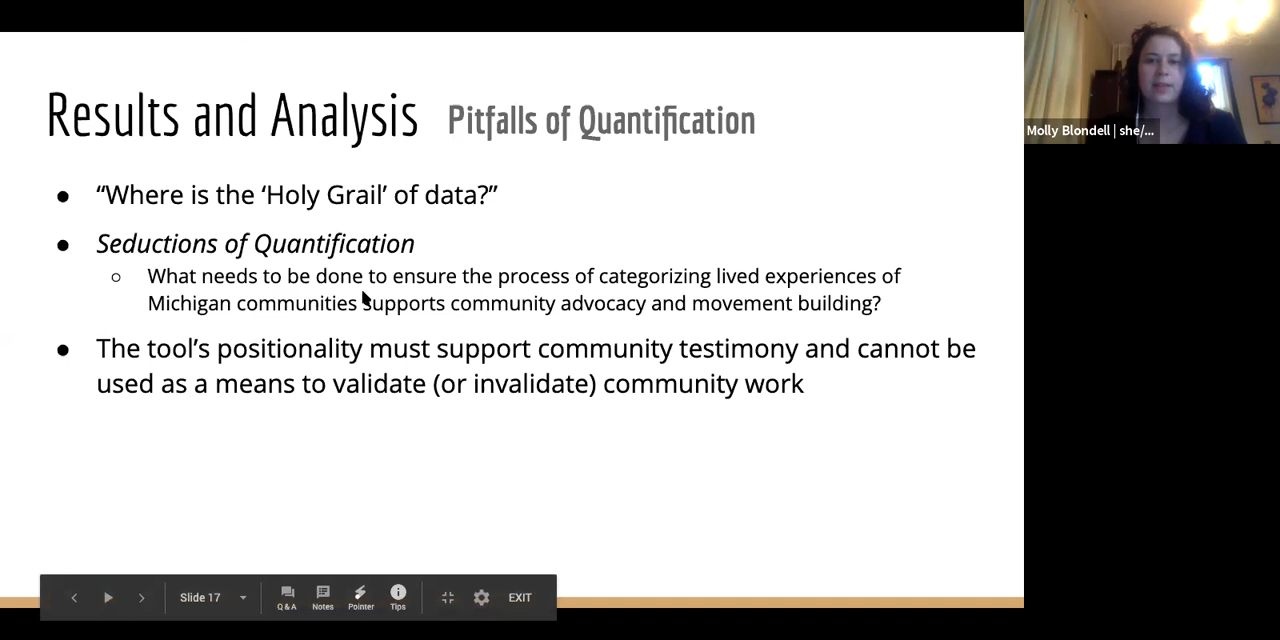 Results and Analysis Pitfalls of Quantification
● “Where is the ‘Holy Grail’ of data?”
● Seductions of Quantification
○ What needs to be done to ensure the process of categorizing lived experiences of
Michigan communities supports community advocacy and movement building?
● The tool’s positionality must support community testimony and cannot be
used as a means to validate (or invalidate) community work
Molly Blondell | she/...
Slide 17
Q & A
Notes
Pointer
Tips
EXIT